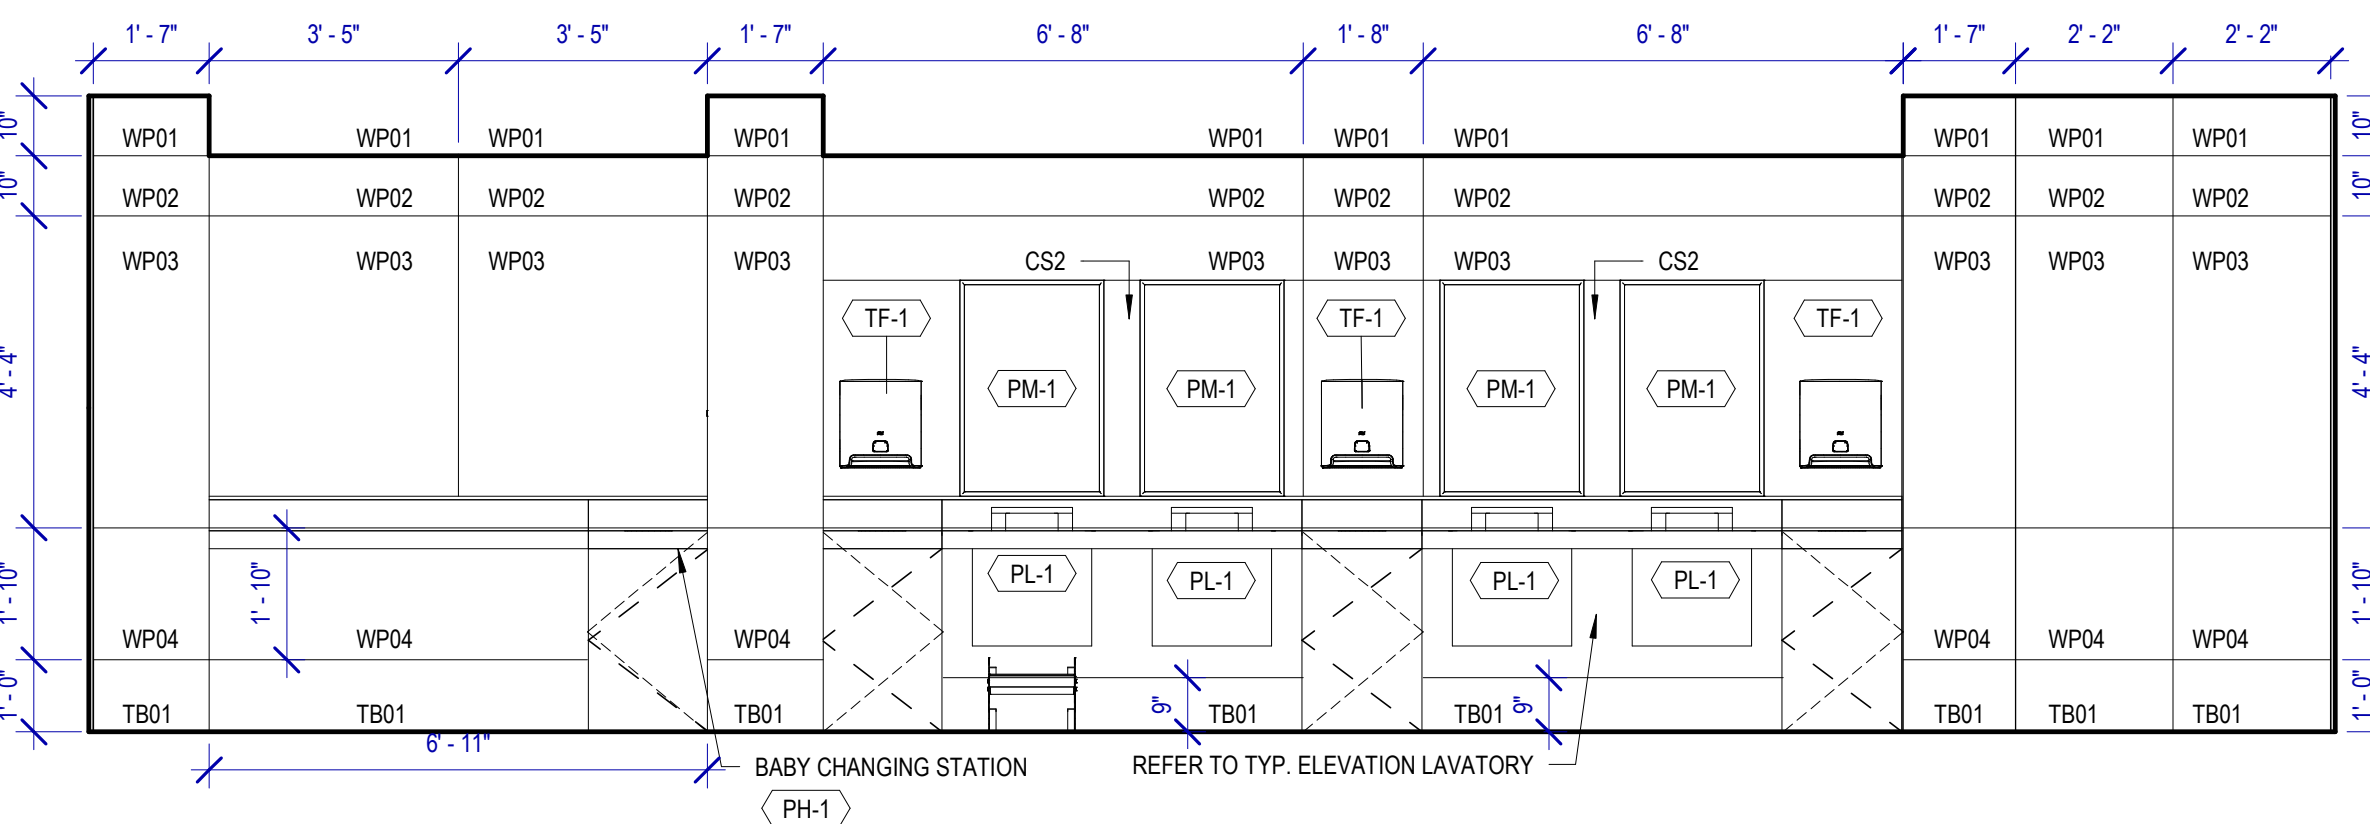 1' - 7" 3' - 5" 3' - 5" 1' - 7" 6' - 8" 1' - 8" 6' - 8" 1' - 7" 2' - 2" 2' - 2"
10" WP01 WP01 WP01 WP01 WP01 WP01 WP01 WP01 WP01 WP01 10"
10" WP02 WP02 WP02 WP02 WP02 WP02 WP02 WP02 WP02 WP02 10"
WP03 WP03 WP03 WP03 CS2 WP03 WP03 WP03 CS2 WP03 WP03 WP03
TF-1 TF-1 TF-1
4' - 4" PM-1 PM-1 PM-1 PM-1 4' - 4"
1' - 10" 1' - 10" PL-1 PL-1 PL-1 PL-1 1' - 10"
WP04 WP04 WP04 WP04 WP04 WP04
1' - 0" TB01 TB01 TB01 9" TB01 TB01 9" TB01 TB01 TB01 1' - 0"
6' - 11"
BABY CHANGING STATION REFER TO TYP. ELEVATION LAVATORY
PH-1